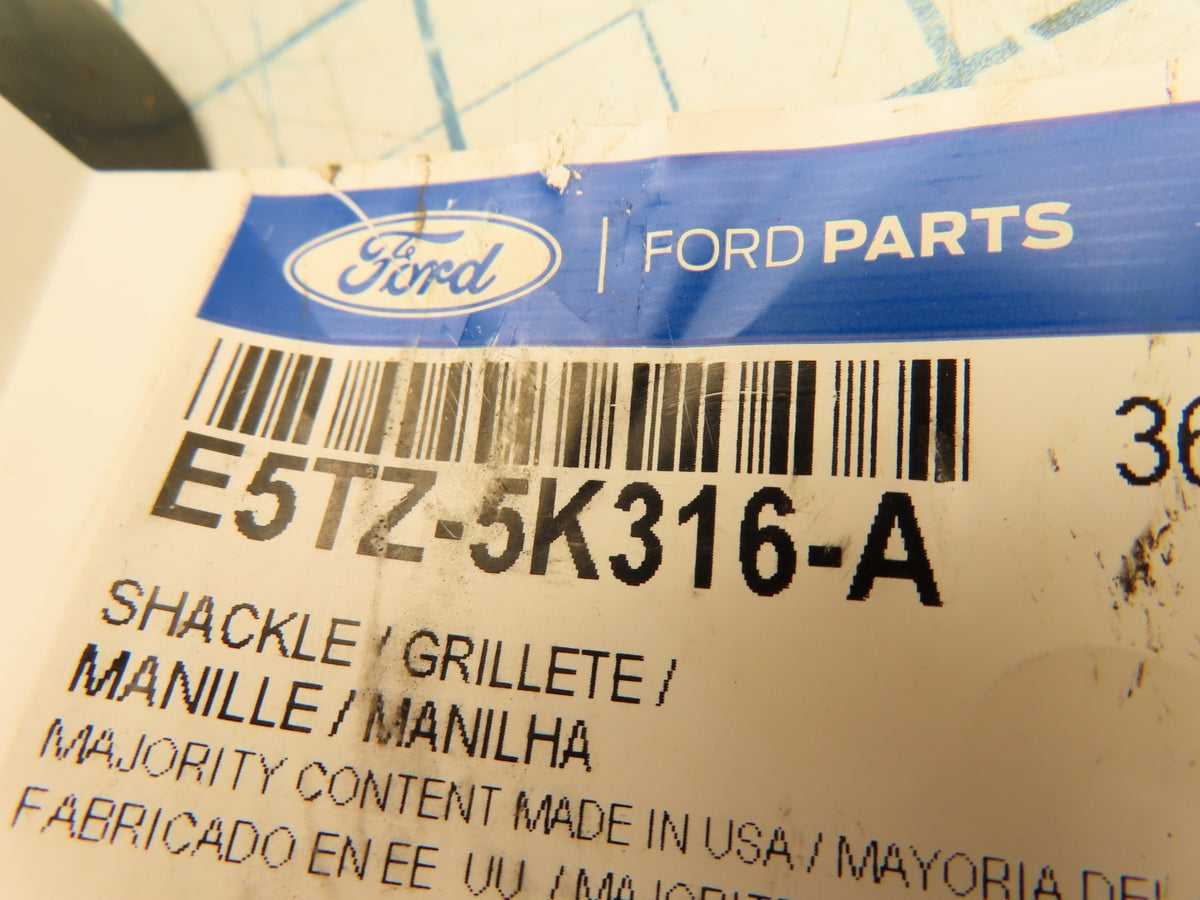 Ford | FORD PARTS
E5TZ-5K316-A
SHACKLE / GRILLETE /
MANILLE / MANILHA
MAJORITY CONTENT MADE IN USA / MAYORIA DEL
FABRICADO EN EE UU /